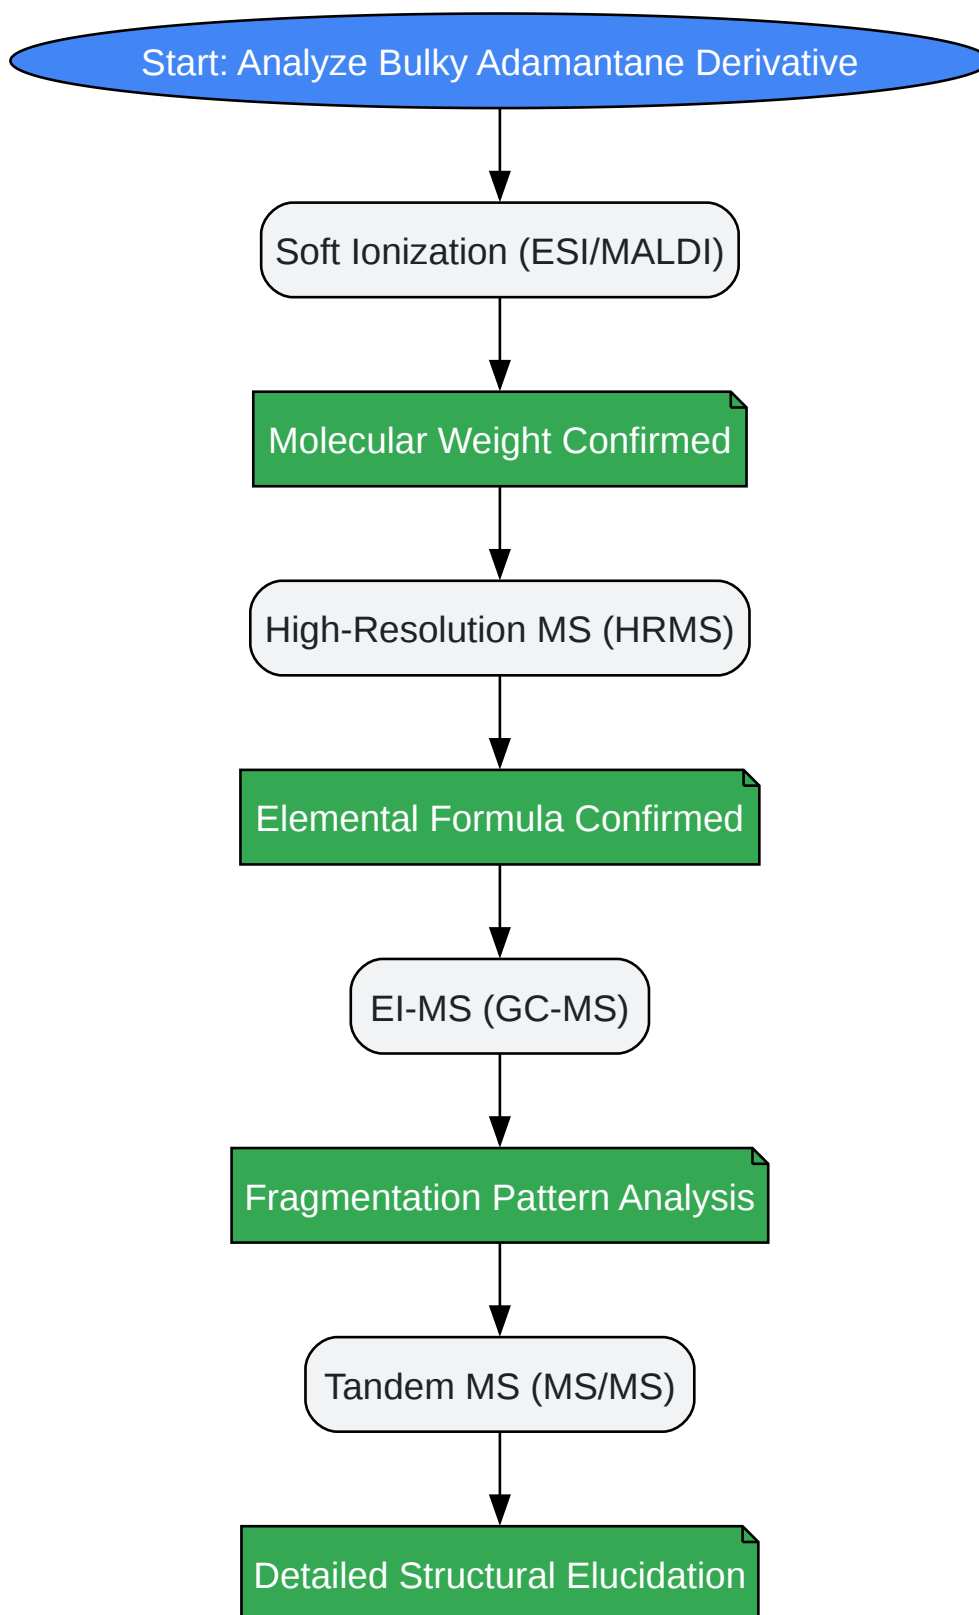 Start: Analyze Bulky Adamantane Derivative
Soft Ionization (ESI/MALDI)
Molecular Weight Confirmed
High-Resolution MS (HRMS)
Elemental Formula Confirmed
EI-MS (GC-MS)
Fragmentation Pattern Analysis
Tandem MS (MS/MS)
Detailed Structural Elucidation